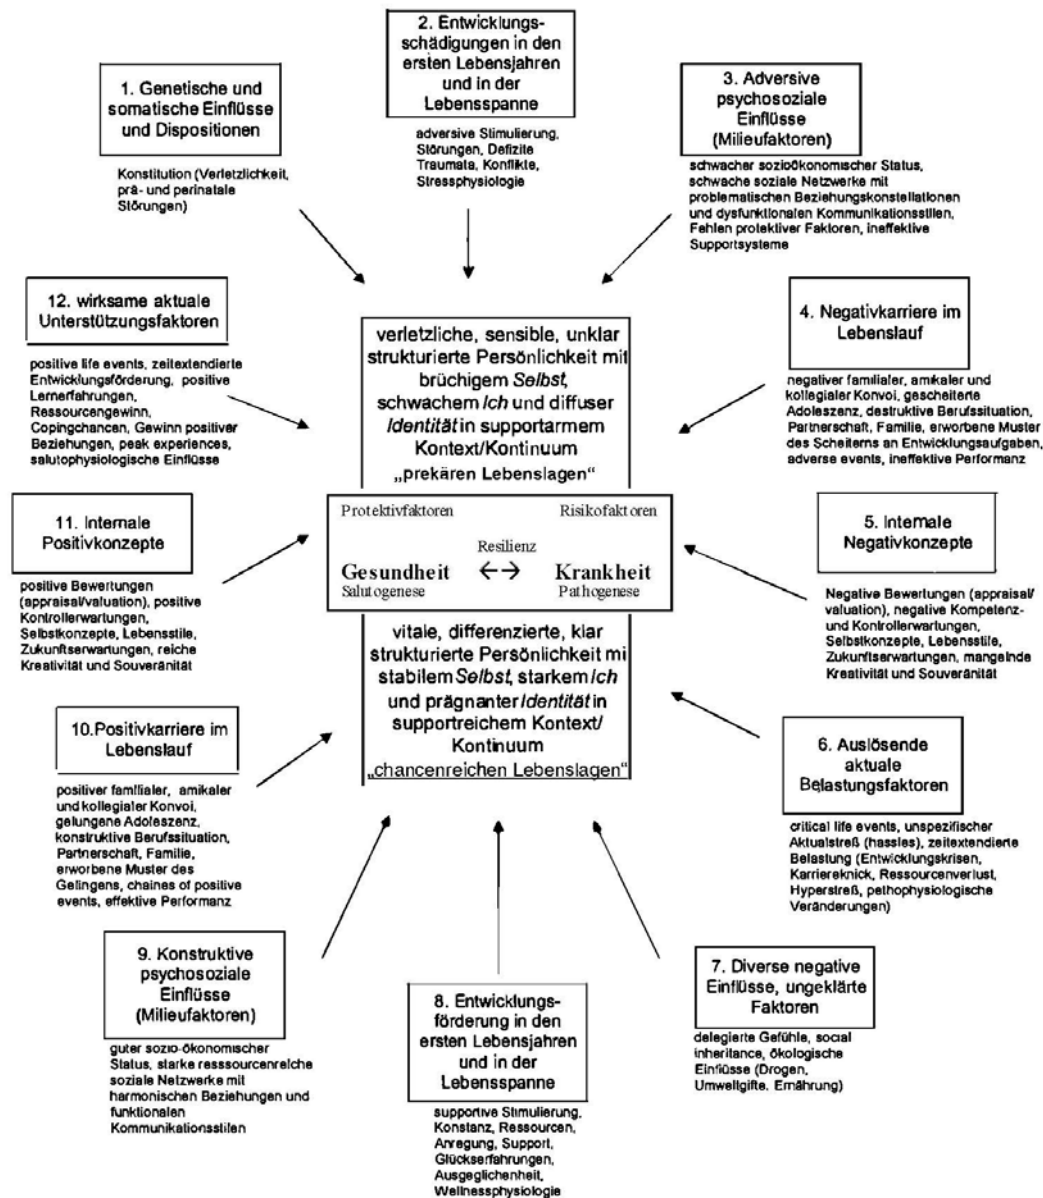 2. Entwicklungs-
schädigungen in den
ersten Lebensjahren
und in der
Lebensspanne
adversive Stimulierung,
Störungen, Defizite
Traumata, Konflikte,
Stressphysiologie
1. Genetische und
somatische Einflüsse
und Dispositionen
Konstitution (Verletzlichkeit,
prä- und perinatale
Störungen)
3. Adversive
psychosoziale
Einflüsse
(Milieufaktoren)
schwacher sozioökonomischer Status,
schwache soziale Netzwerke mit
problematischen Beziehungskonstellationen
und dysfunktionalen Kommunikationsstilen,
Fehlen protektiver Faktoren, ineffektive
Supportsysteme
12. wirksame aktuale
Unterstützungsfaktoren
positive life events, zeitextendierte
Entwicklungsförderung, positive
Lernerfahrungen,
Ressourcengewinn,
Copingchancen, Gewinn positiver
Beziehungen, peak experiences,
salutophysiologische Einflüsse
verletzliche, sensible, unklar
strukturierte Persönlichkeit mit
brüchigem Selbst,
schwachem Ich und diffuser
Identität in supportarmem
Kontext/Kontinuum
„prekären Lebenslagen“
4. Negativkarriere im
Lebenslauf
negativer familialer, amikaler und
kollegialer Konvoi, gescheiterte
Adoleszenz, destruktive Berufssituation,
Partnerschaft, Familie, erworbene Muster
des Scheiterns an Entwicklungsaufgaben,
adverse events, ineffektive Performanz
11. Internale
Positivkonzepte
positive Bewertungen
(appraisal/valuation), positive
Kontrollerwartungen,
Selbstkonzepte, Lebensstile,
Zukunftserwartungen, reiche
Kreativität und Souveränität
Protektivfaktoren Risikofaktoren
Resilienz
Gesundheit ←→ Krankheit
Salutogenese Pathogenese
5. Internale
Negativkonzepte
Negative Bewertungen (appraisal/
valuation), negative Kompetenz-
und Kontrollerwartungen,
Selbstkonzepte, Lebensstile,
Zukunftserwartungen, mangelnde
Kreativität und Souveränität
vitale, differenzierte, klar
strukturierte Persönlichkeit mi
stabilem Selbst, starkem Ich
und prägnanter Identität in
supportreichem Kontext/
Kontinuum
„chancenreichen Lebenslagen“
10.Positivkarriere im
Lebenslauf
positiver familialer, amikaler
und kollegialer Konvoi,
gelungene Adoleszenz,
konstruktive Berufssituation,
Partnerschaft, Familie,
erworbene Muster des
Gelingens, chaines of positive
events, effektive Performanz
6. Auslösende
aktuale
Belastungsfaktoren
critical life events, unspezifischer
Aktualstreß (hassles), zeitextendierte
Belastung (Entwicklungskrisen,
Karriereknick, Ressourcenverlust,
Hyperstreß, pathophysiologische
Veränderungen)
9. Konstruktive
psychosoziale
Einflüsse
(Milieufaktoren)
guter sozio-ökonomischer
Status, starke resssourcenreiche
soziale Netzwerke mit
harmonischen Beziehungen und
funktionalen
Kommunikationsstilen
8. Entwicklungs-
förderung in den
ersten Lebensjahren
und in der
Lebensspanne
supportive Stimulierung,
Konstanz, Ressourcen,
Anregung, Support,
Glückserfahrungen,
Ausgeglichenheit,
Wellnessphysiologie
7. Diverse negative
Einflüsse, ungeklärte
Faktoren
delegierte Gefühle, social
inheritance, ökologische
Einflüsse (Drogen,
Umweltgifte, Ernährung)